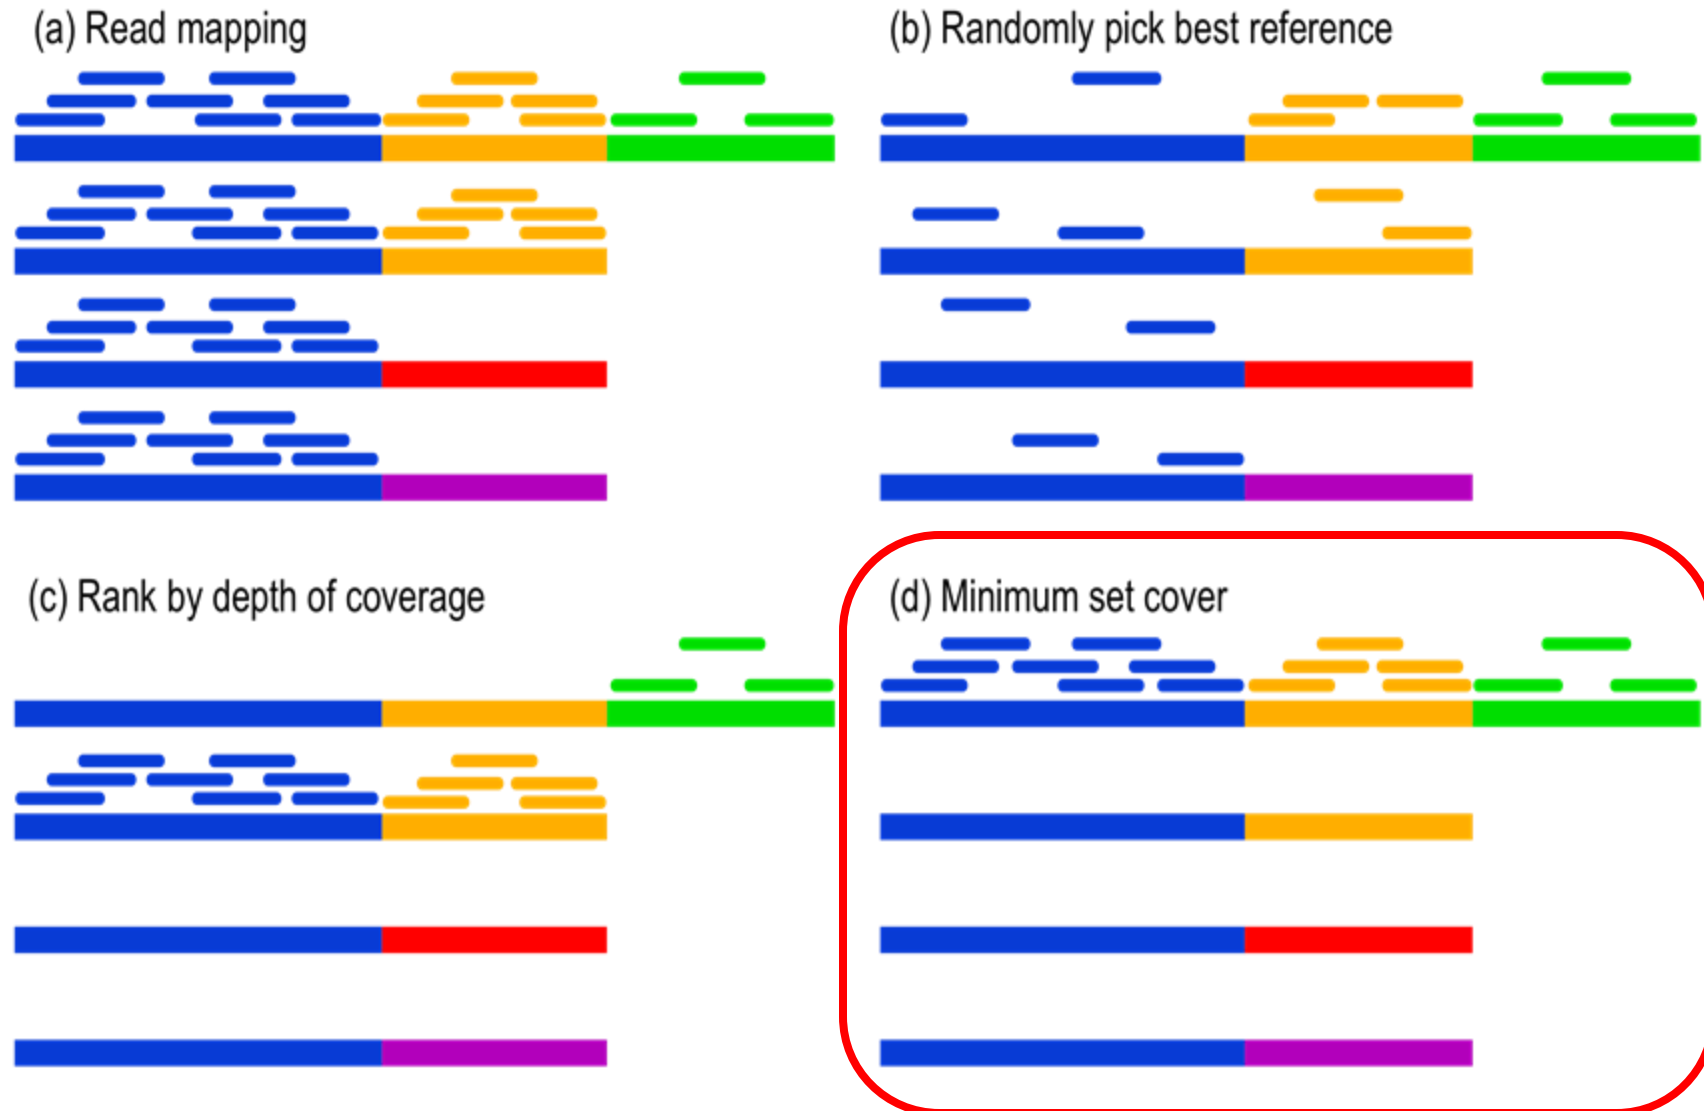 (a) Read mapping
(b) Randomly pick best reference
(c) Rank by depth of coverage
(d) Minimum set cover